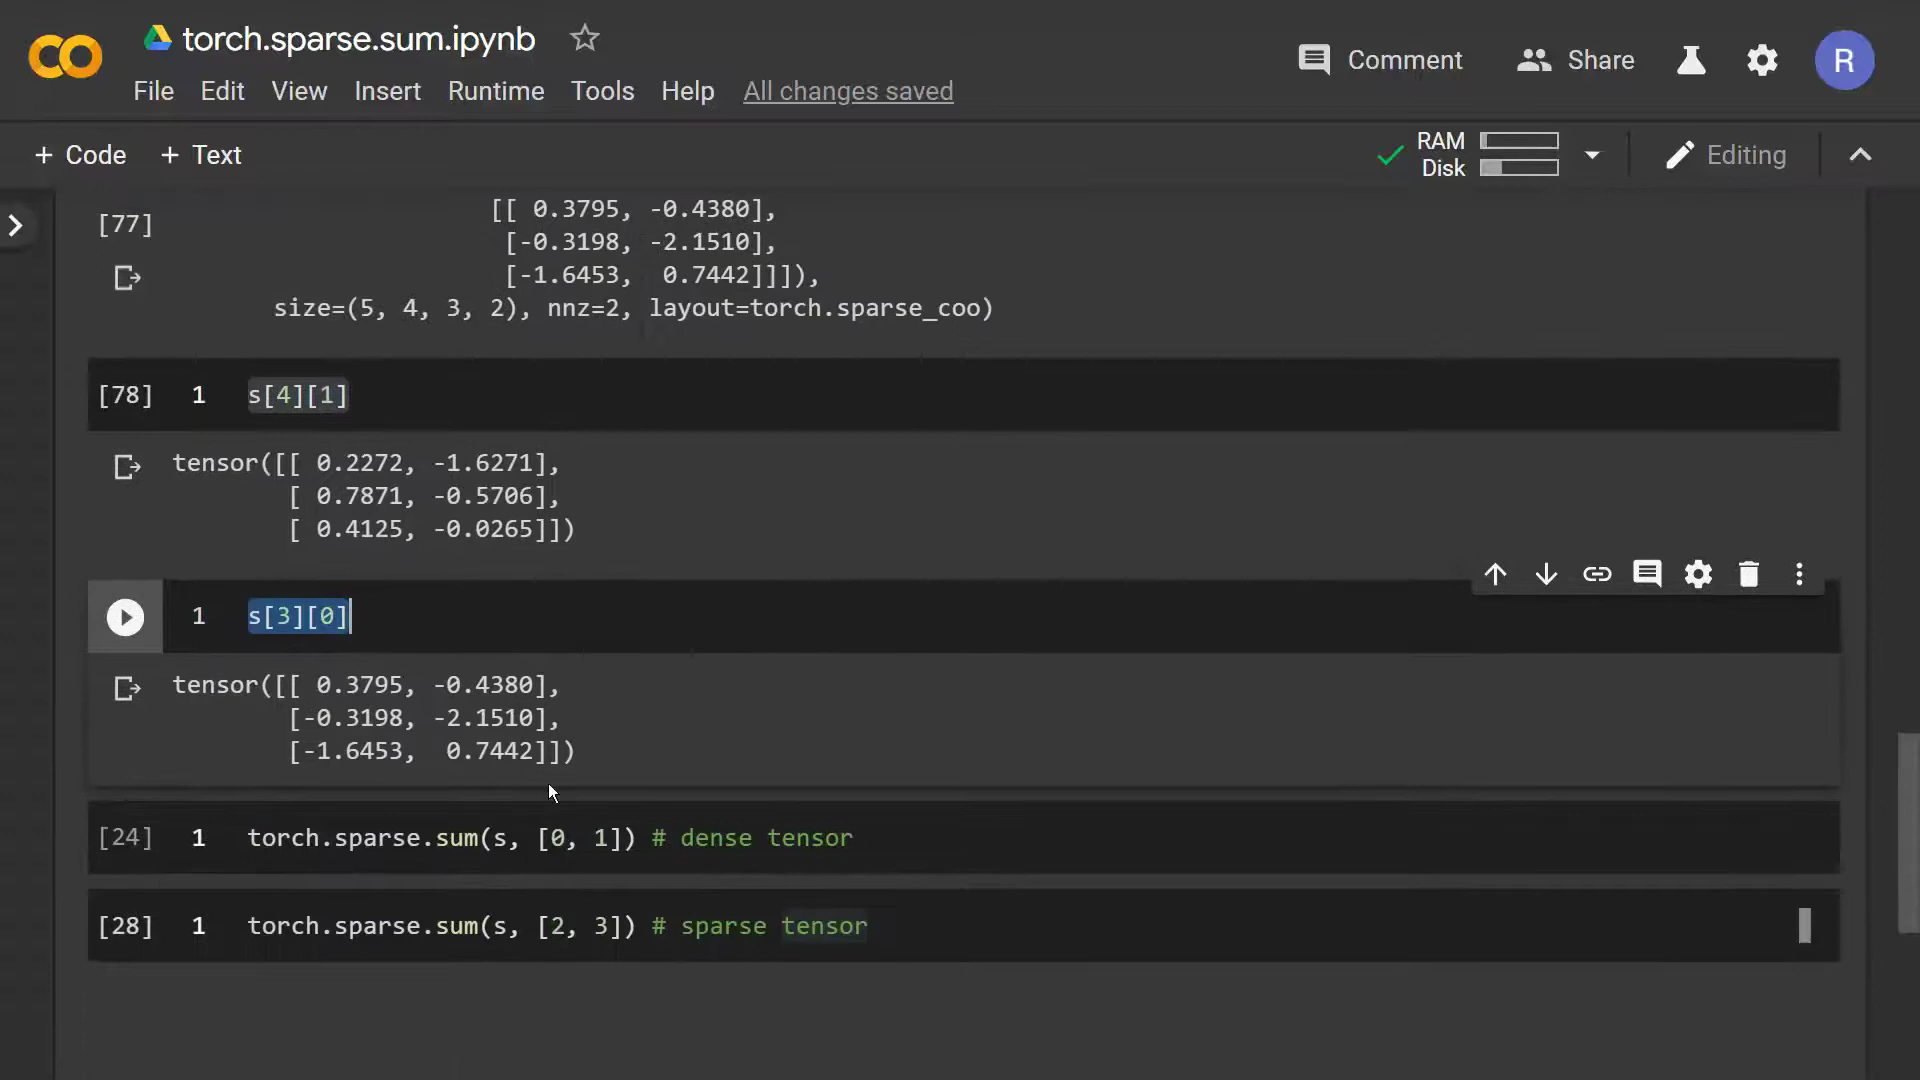 torch.sparse.sum.ipynb
Comment
Share
R
File Edit View Insert Runtime Tools Help All changes saved
+ Code + Text
RAM
Disk
Editing
[77]
[[ 0.3795, -0.4380],
[-0.3198, -2.1510],
[-1.6453, 0.7442]]]),
size=(5, 4, 3, 2), nnz=2, layout=torch.sparse_coo)
[78] 1 s[4][1]
tensor([[ 0.2272, -1.6271],
[ 0.7871, -0.5706],
[ 0.4125, -0.0265]])
1 s[3][0]
tensor([[ 0.3795, -0.4380],
[-0.3198, -2.1510],
[-1.6453, 0.7442]])
[24] 1 torch.sparse.sum(s, [0, 1]) # dense tensor
[28] 1 torch.sparse.sum(s, [2, 3]) # sparse tensor